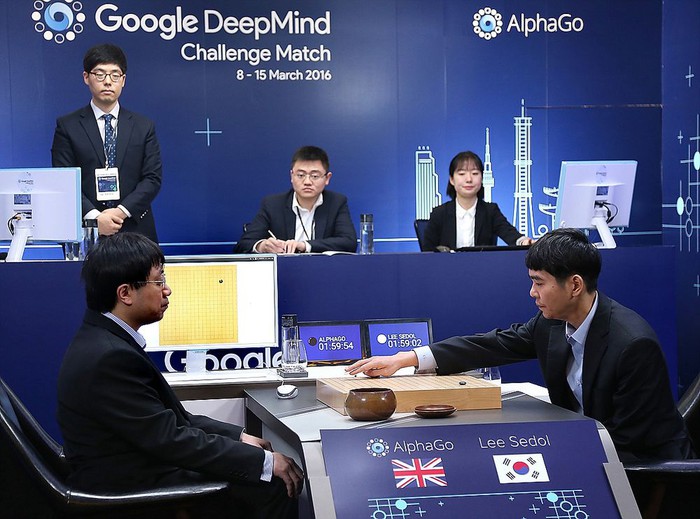 Google DeepMind
Challenge Match
8 - 15 March 2016
AlphaGo
ALPHAGO
01:59:54
LEE SEDOL
01:59:02
Google
AlphaGo
Lee Sedol